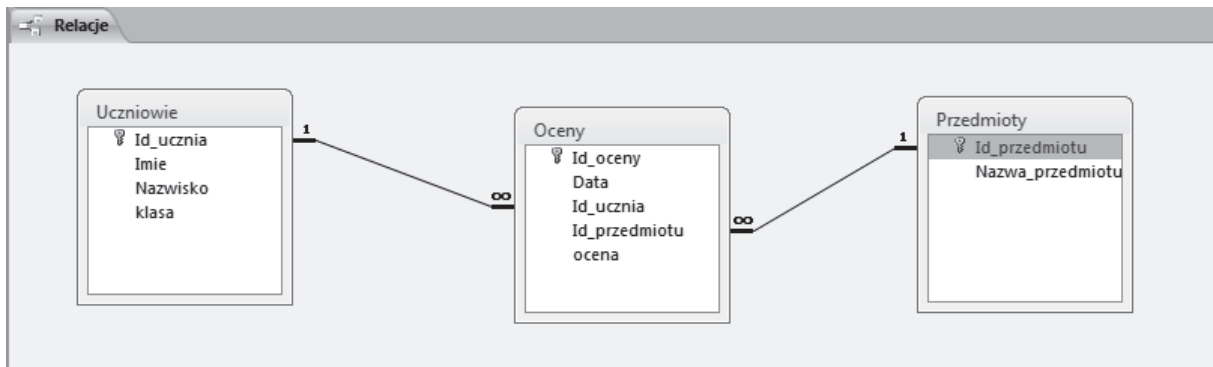 Relacje
Uczniowie
Id_ucznia
Imie
Nazwisko
klasa
1
∞
Oceny
Id_oceny
Data
Id_ucznia
Id_przedmiotu
ocena
∞
1
Przedmioty
Id_przedmiotu
Nazwa_przedmiotu